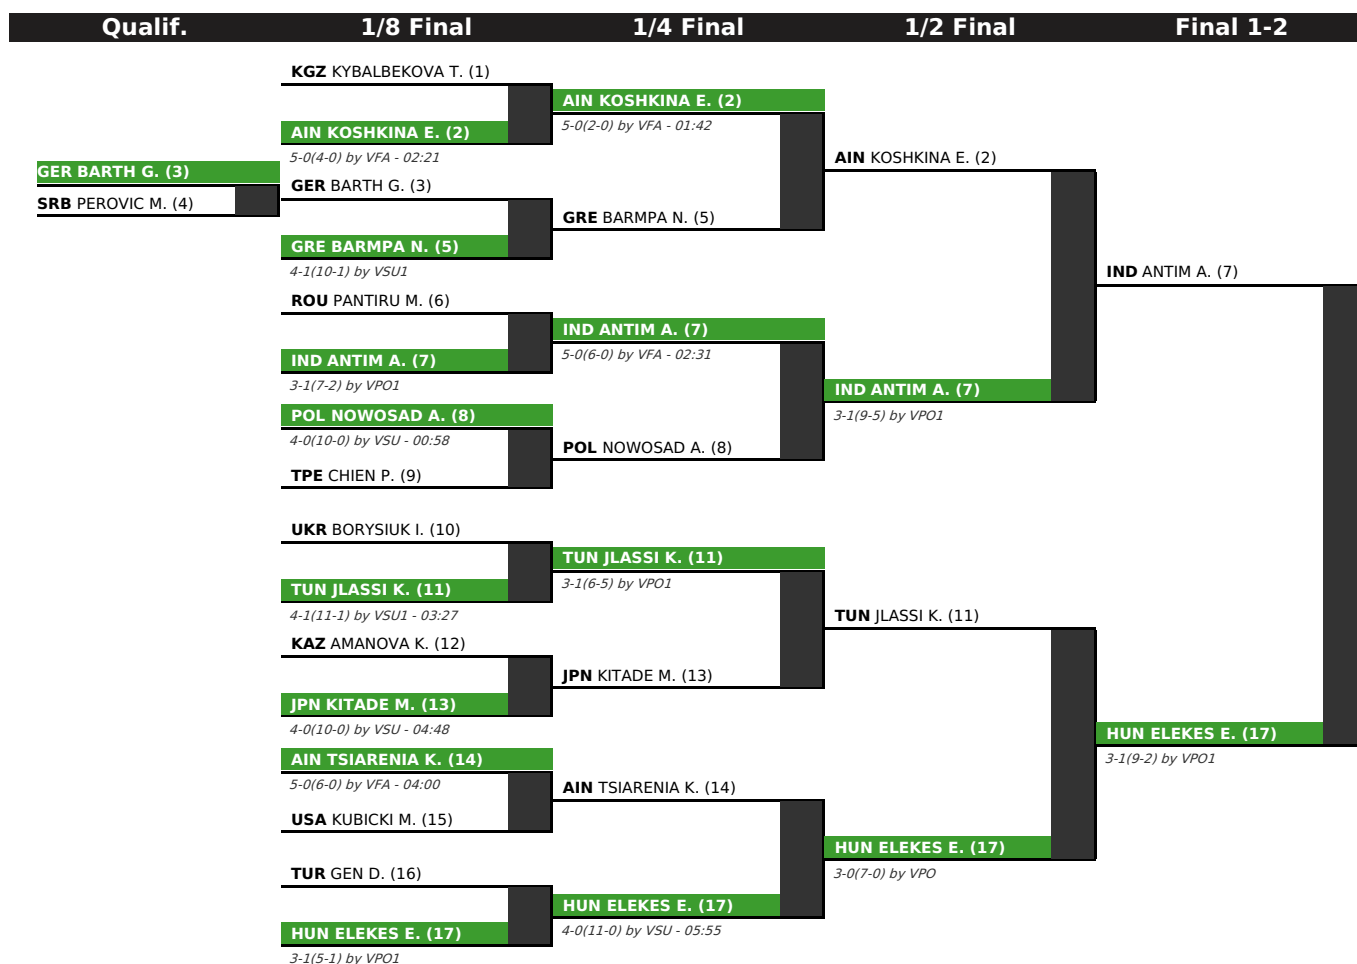 Qualif.
1/8 Final
1/4 Final
1/2 Final
Final 1-2
GER BARTH G. (3)
SRB PEROVIC M. (4)
KGZ KYBALBEKOVA T. (1)
AIN KOSHKINA E. (2)
5-0(4-0) by VFA - 02:21
GER BARTH G. (3)
GRE BARMPA N. (5)
4-1(10-1) by VSU1
ROU PANTIRU M. (6)
IND ANTIM A. (7)
3-1(7-2) by VPO1
POL NOWOSAD A. (8)
4-0(10-0) by VSU - 00:58
TPE CHIEN P. (9)
UKR BORYSIUK I. (10)
TUN JLASSI K. (11)
4-1(11-1) by VSU1 - 03:27
KAZ AMANOVA K. (12)
JPN KITADE M. (13)
4-0(10-0) by VSU - 04:48
AIN TSIARENIA K. (14)
5-0(6-0) by VFA - 04:00
USA KUBICKI M. (15)
TUR GEN D. (16)
HUN ELEKES E. (17)
3-1(5-1) by VPO1
AIN KOSHKINA E. (2)
5-0(2-0) by VFA - 01:42
GRE BARMPA N. (5)
IND ANTIM A. (7)
5-0(6-0) by VFA - 02:31
POL NOWOSAD A. (8)
TUN JLASSI K. (11)
3-1(6-5) by VPO1
JPN KITADE M. (13)
AIN TSIARENIA K. (14)
HUN ELEKES E. (17)
4-0(11-0) by VSU - 05:55
AIN KOSHKINA E. (2)
IND ANTIM A. (7)
3-1(9-5) by VPO1
TUN JLASSI K. (11)
HUN ELEKES E. (17)
3-0(7-0) by VPO
IND ANTIM A. (7)
HUN ELEKES E. (17)
3-1(9-2) by VPO1